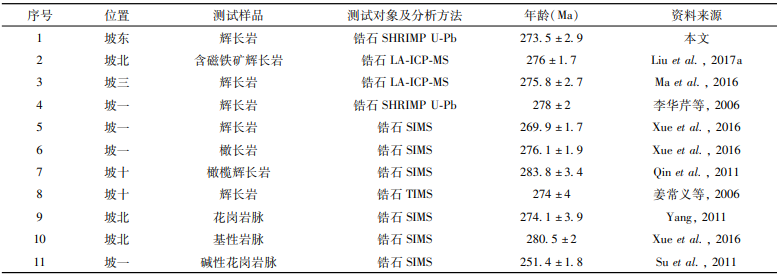 序号 位置 测试样品 测试对象及分析方法 年龄(Ma) 资料来源
1 坡东 辉长岩 锆石 SHRIMP U-Pb 273.5±2.9 本文
2 坡北 含磁铁矿辉长岩 锆石 LA-ICP-MS 276±1.7 Liu et al., 2017a
3 坡三 辉长岩 锆石 LA-ICP-MS 275.8±2.7 Ma et al., 2016
4 坡一 辉长岩 锆石 SHRIMP U-Pb 278±2 李华芹等, 2006
5 坡一 辉长岩 锆石 SIMS 269.9±1.7 Xue et al., 2016
6 坡一 橄长岩 锆石 SIMS 276.1±1.9 Xue et al., 2016
7 坡十 橄榄辉长岩 锆石 SIMS 283.8±3.4 Qin et al., 2011
8 坡十 辉长岩 锆石 TIMS 274±4 姜常义等, 2006
9 坡北 花岗岩脉 锆石 SIMS 274.1±3.9 Yang, 2011
10 坡北 基性岩脉 锆石 SIMS 280.5±2 Xue et al., 2016
11 坡一 碱性花岗岩脉 锆石 SIMS 251.4±1.8 Su et al., 2011